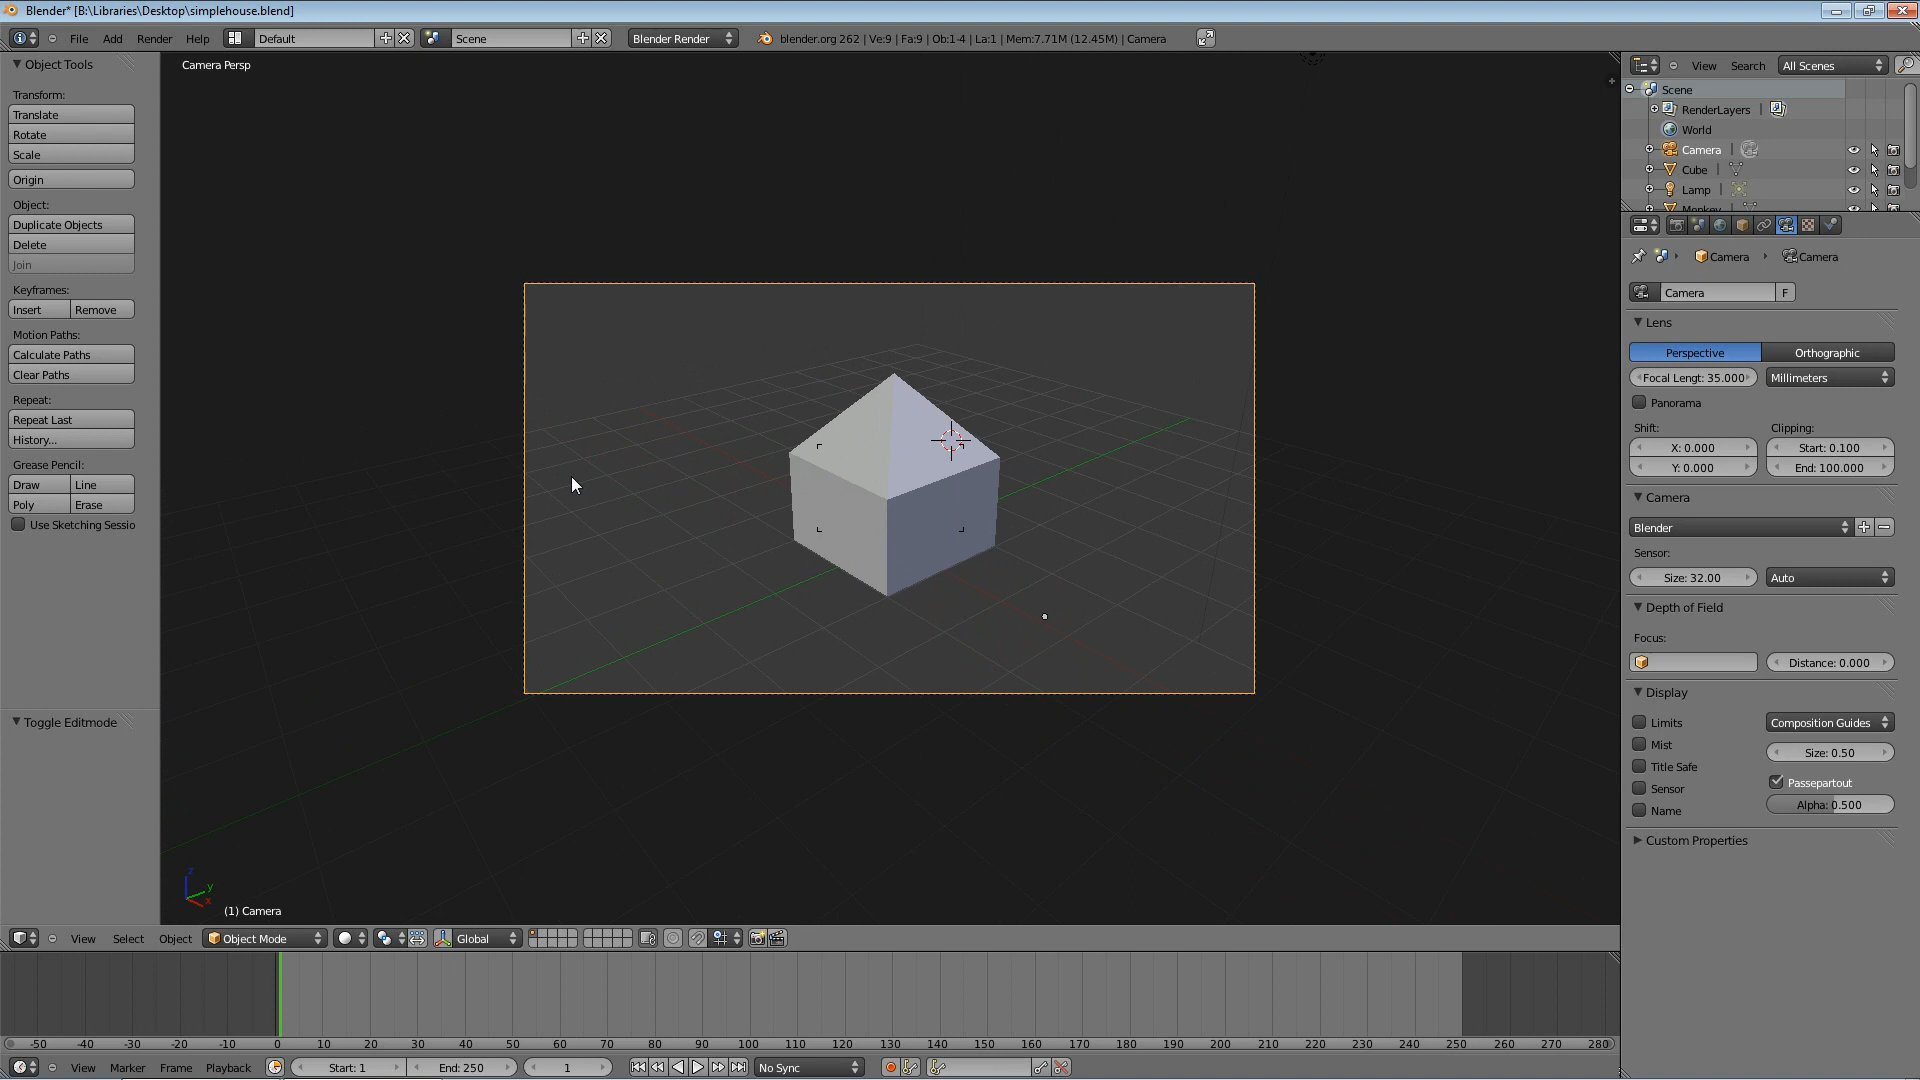 Blender* [B:\Libraries\Desktop\simplehouse.blend]
File Add Render Help Default Scene Blender Render blender.org 262 | Ve:9 | Fa:9 | Ob:1-4 | La:1 | Mem:7.71M (12.45M) | Camera
Object Tools
Transform:
Translate
Rotate
Scale
Origin
Object:
Duplicate Objects
Delete
Join
Keyframes:
Insert Remove
Motion Paths:
Calculate Paths
Clear Paths
Repeat:
Repeat Last
History...
Grease Pencil:
Draw Line
Poly Erase
Use Sketching Sessio
Toggle Editmode
Camera Persp
z
y
x
(1) Camera
View Select Object Object Mode Global
-50 -40 -30 -20 -10 0 10 20 30 40 50 60 70 80 90 100 110 120 130 140 150 160 170 180 190 200 210 220 230 240 250 260 270 280
View Marker Frame Playback Start: 1 End: 250 1 No Sync
View Search All Scenes
Scene
RenderLayers |
World
Camera |
Cube |
Lamp |
Monkey
Camera Camera
Camera F
Lens
Perspective Orthographic
Focal Lengt: 35.000 Millimeters
Panorama
Shift: Clipping:
X: 0.000 Start: 0.100
Y: 0.000 End: 100.000
Camera
Blender
Sensor:
Size: 32.00 Auto
Depth of Field
Focus:
Distance: 0.000
Display
Limits Composition Guides
Mist Size: 0.50
Title Safe
Sensor Passepartout
Name Alpha: 0.500
Custom Properties